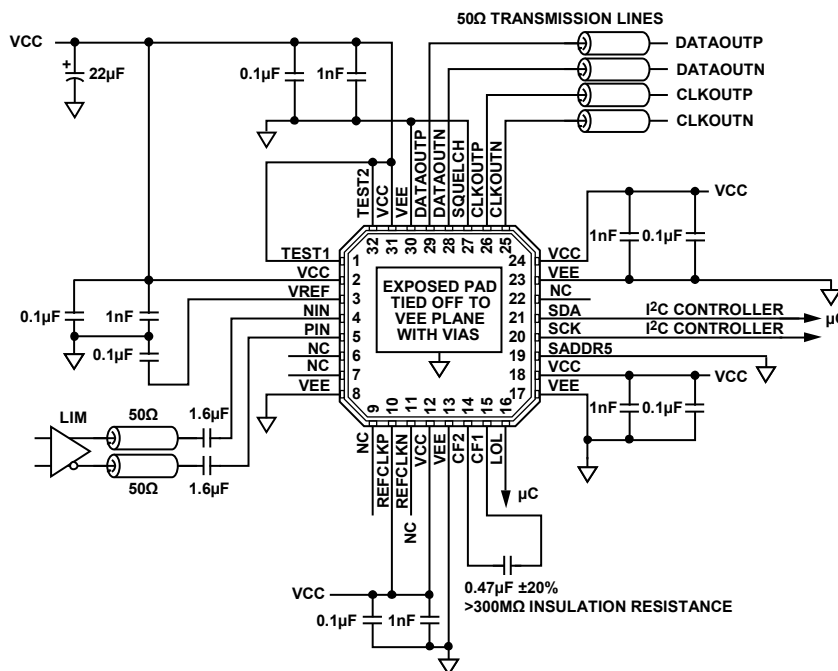 50Ω TRANSMISSION LINES
VCC
+
22µF
0.1µF
1nF
DATAOUTP
DATAOUTN
CLKOUTP
CLKOUTN
TEST2
VCC
VEE
DATAOUTP
DATAOUTN
SQUELCH
CLKOUTP
CLKOUTN
32
31
30
29
28
27
26
25
TEST1
1
VCC
2
VREF
3
NIN
4
PIN
5
NC
6
NC
7
VEE
8
0.1µF
1nF
0.1µF
EXPOSED PAD
TIED OFF TO
VEE PLANE
WITH VIAS
24
VCC
23
VEE
22
NC
21
SDA
20
SCK
19
SADDR5
18
VCC
17
VEE
VCC
1nF
0.1µF
I2C CONTROLLER
I2C CONTROLLER
µC
VCC
1nF
0.1µF
LIM
50Ω
1.6µF
50Ω
1.6µF
9
10
11
12
13
14
15
16
NC
REFCLKP
REFCLKN
VCC
VEE
CF2
CF1
LOL
NC
µC
VCC
0.1µF
1nF
0.47µF ±20%
>300MΩ INSULATION RESISTANCE